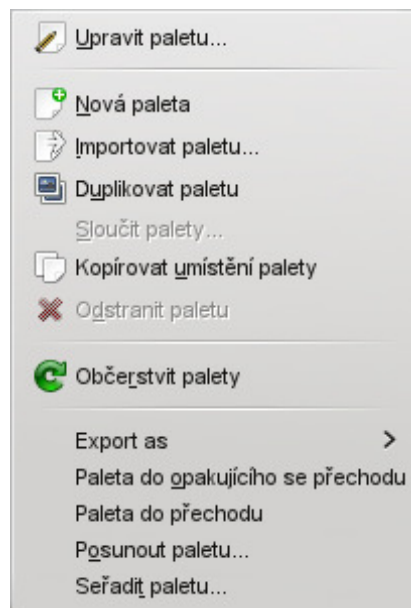 Upravit paletu...
Nová paleta
Importovat paletu...
Duplikovat paletu
Sloučit palety...
Kopírovat umístění palety
Odstranit paletu
Občerstvit palety
Export as
Paleta do opakujícího se přechodu
Paleta do přechodu
Posunout paletu...
Seřadit paletu...